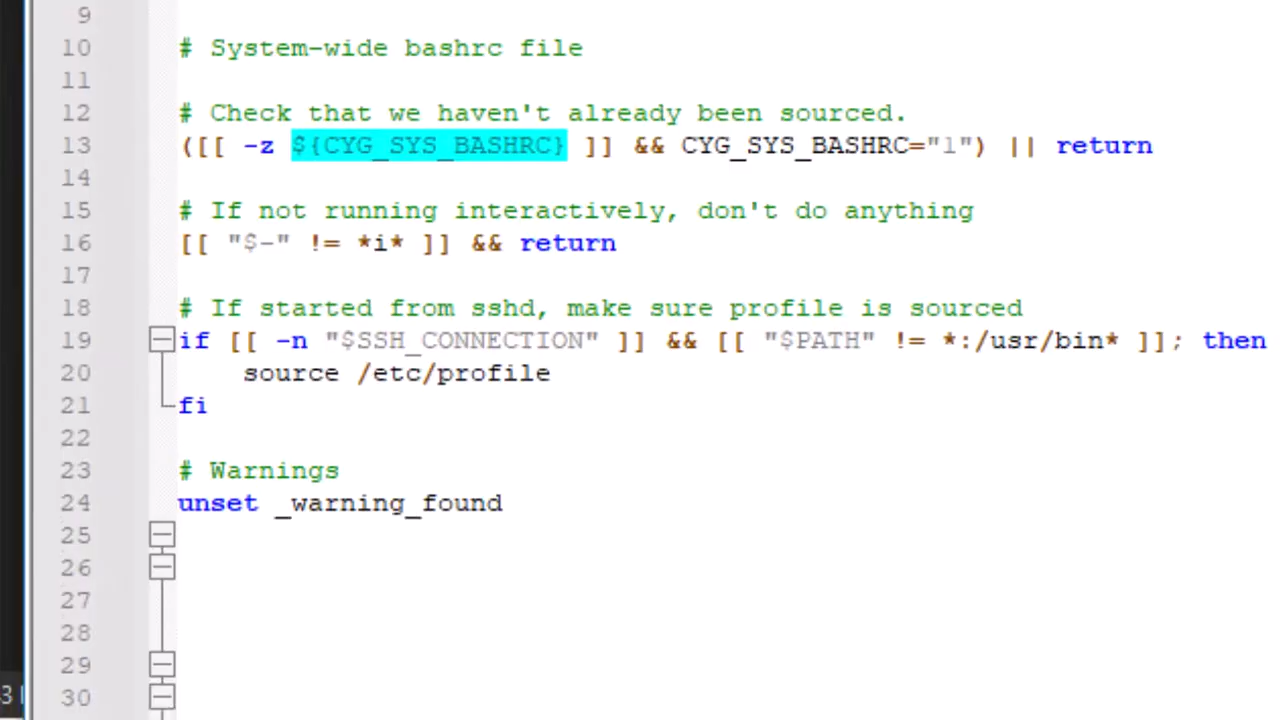 9
10 # System-wide bashrc file
11
12 # Check that we haven't already been sourced.
13 ([[ -z ${CYG_SYS_BASHRC} ]] && CYG_SYS_BASHRC="1") || return
14
15 # If not running interactively, don't do anything
16 [[ "$-" != *i* ]] && return
17
18 # If started from sshd, make sure profile is sourced
19 if [[ -n "$SSH_CONNECTION" ]] && [[ "$PATH" != *:/usr/bin* ]]; then
20 source /etc/profile
21 fi
22
23 # Warnings
24 unset _warning_found
25
26
27
28
29
30
3